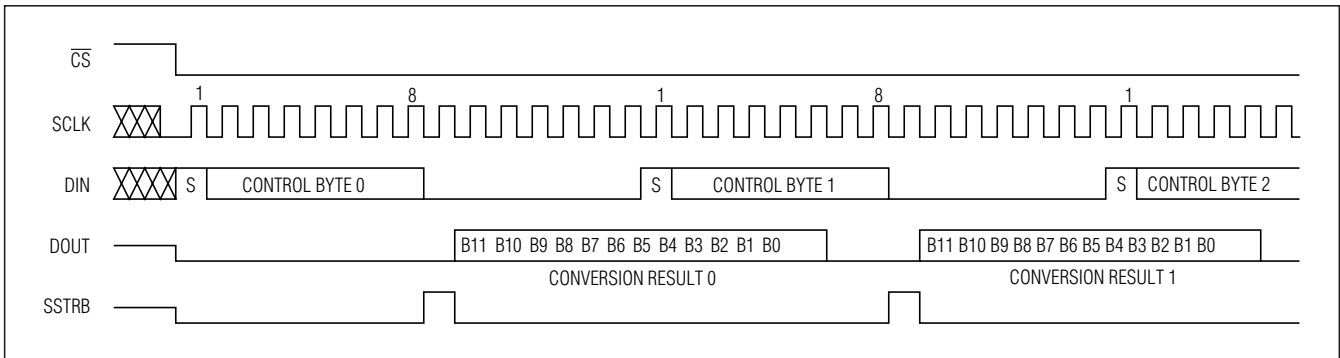 CS
1 8 1 8 1
SCLK
DIN S CONTROL BYTE 0 S CONTROL BYTE 1 S CONTROL BYTE 2
DOUT B11 B10 B9 B8 B7 B6 B5 B4 B3 B2 B1 B0 B11 B10 B9 B8 B7 B6 B5 B4 B3 B2 B1 B0
CONVERSION RESULT 0 CONVERSION RESULT 1
SSTRB